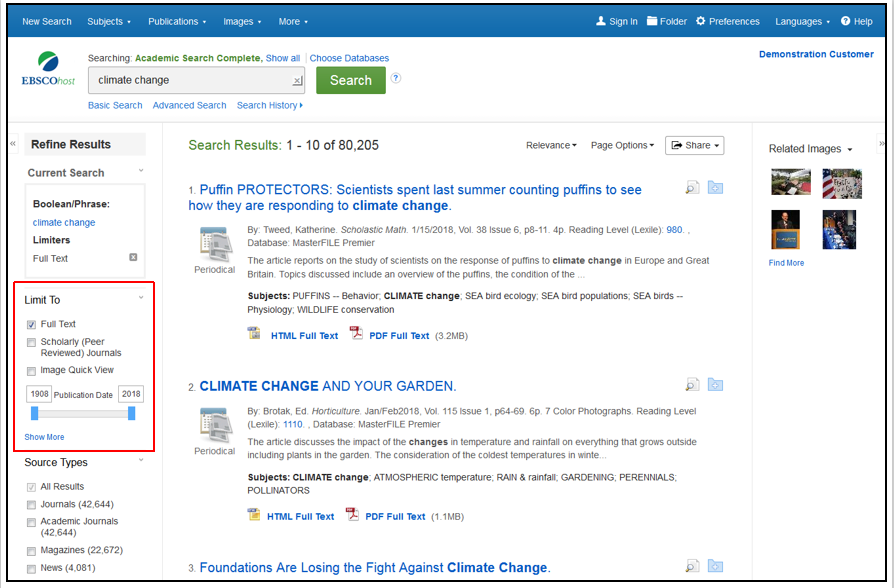 New Search Subjects Publications Images More Sign In Folder Preferences Languages Help
EBSCOhost
Searching: Academic Search Complete, Show all | Choose Databases
Demonstration Customer
climate change
Search
Basic Search Advanced Search Search History
Refine Results
Current Search
Boolean/Phrase:
climate change
Limiters
Full Text
Limit To
Full Text
Scholarly (Peer
Reviewed) Journals
Image Quick View
1908 Publication Date 2018
Show More
Source Types
All Results
Journals (42,644)
Academic Journals
(42,644)
Magazines (22,672)
News (4,081)
Search Results: 1 - 10 of 80,205
Relevance Page Options Share
1. Puffin PROTECTORS: Scientists spent last summer counting puffins to see
how they are responding to climate change.
Periodical
By: Tweed, Katherine. Scholastic Math. 1/15/2018, Vol. 38 Issue 6, p8-11. 4p. Reading Level (Lexile): 980. ,
Database: MasterFILE Premier
The article reports on the study of scientists on the response of puffins to climate change in Europe and Great
Britain. Topics discussed include an overview of the puffins, the condition of the ...
Subjects: PUFFINS -- Behavior; CLIMATE change; SEA bird ecology; SEA bird populations; SEA birds --
Physiology; WILDLIFE conservation
HTML Full Text PDF Full Text (3.2MB)
2. CLIMATE CHANGE AND YOUR GARDEN.
Periodical
By: Brotak, Ed. Horticulture. Jan/Feb2018, Vol. 115 Issue 1, p64-69. 6p. 7 Color Photographs. Reading Level
(Lexile): 1110. , Database: MasterFILE Premier
The article discusses the impact of the changes in temperature and rainfall on everything that grows outside
including plants in the garden. The consideration of the coldest temperatures in winte...
Subjects: CLIMATE change; ATMOSPHERIC temperature; RAIN & rainfall; GARDENING; PERENNIALS;
POLLINATORS
HTML Full Text PDF Full Text (1.1MB)
3. Foundations Are Losing the Fight Against Climate Change.
Related Images
Find More